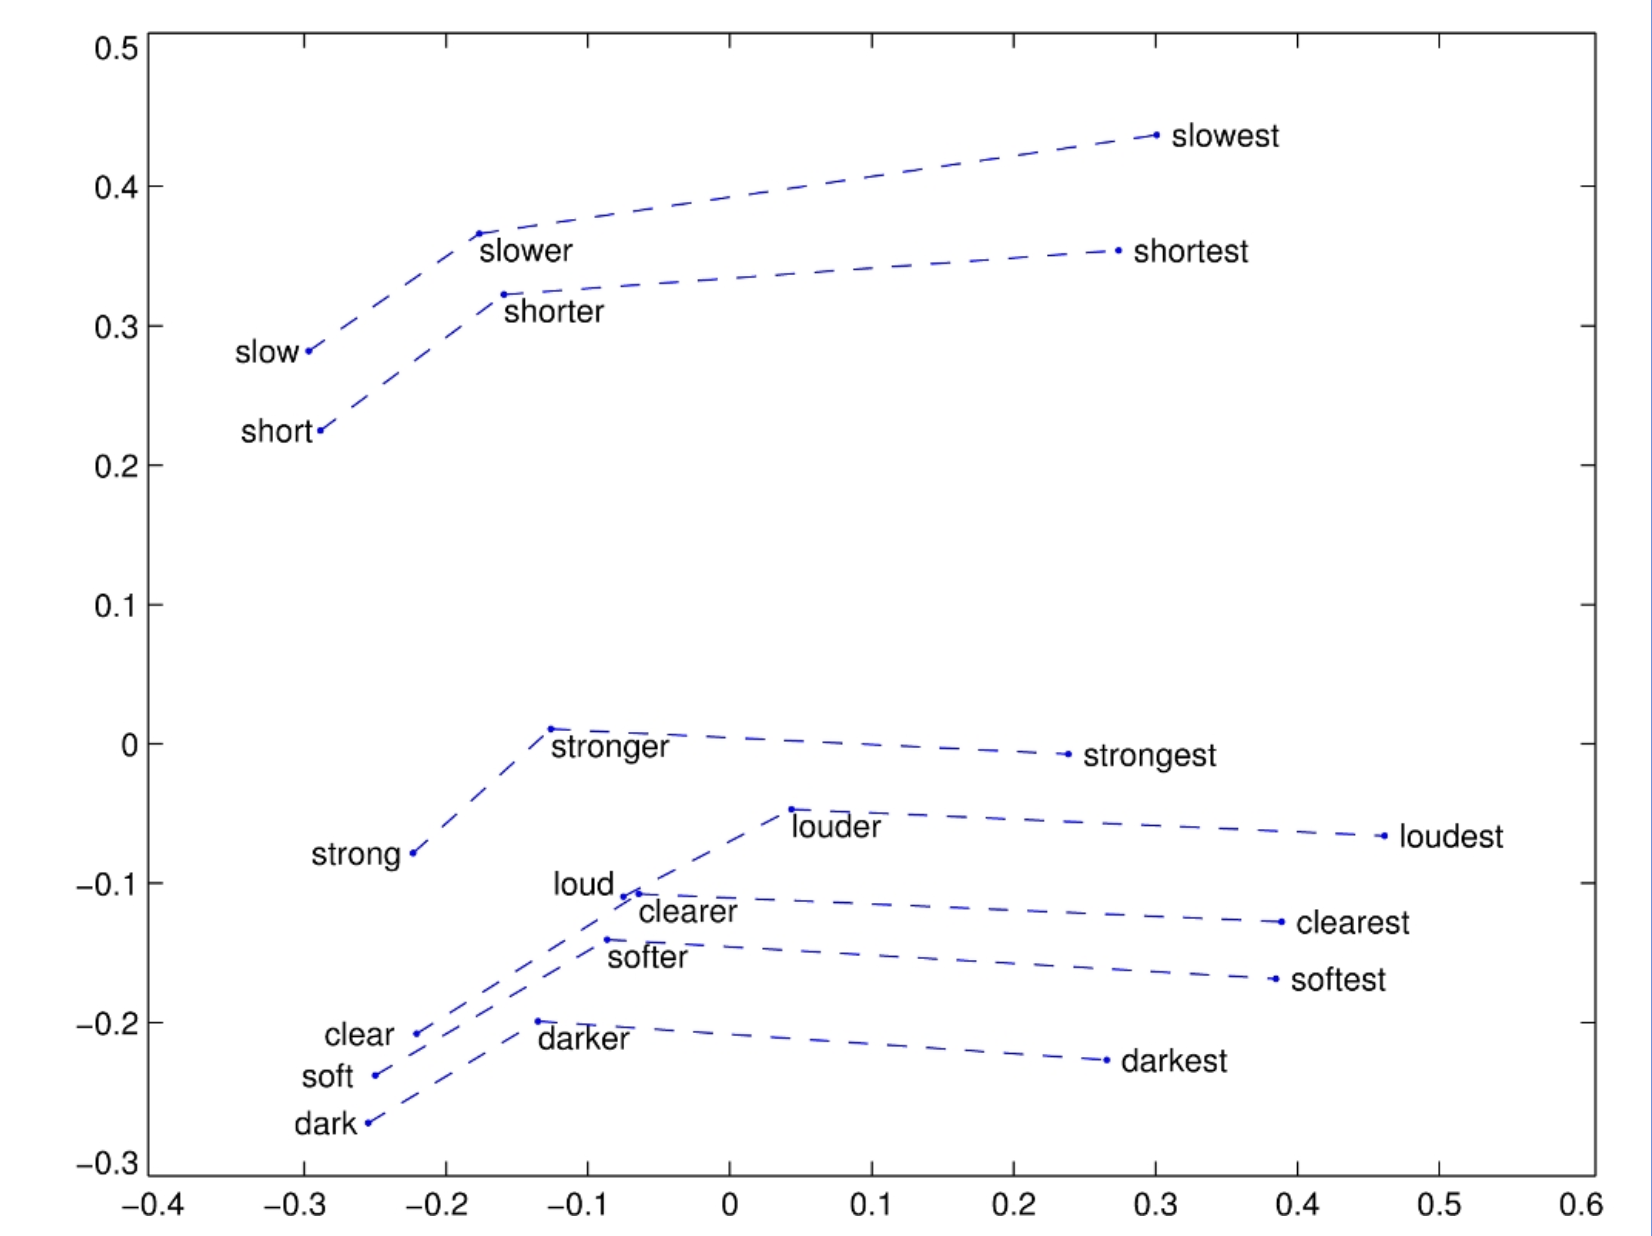 0.5
slowest
0.4
slower
shortest
shorter
0.3
slow
short
0.2
0.1
0
stronger
strongest
louder
loudest
strong
−0.1
loud
clearer
clearest
softer
softest
−0.2
clear
darker
darkest
soft
dark
−0.3
−0.4 −0.3 −0.2 −0.1 0 0.1 0.2 0.3 0.4 0.5 0.6